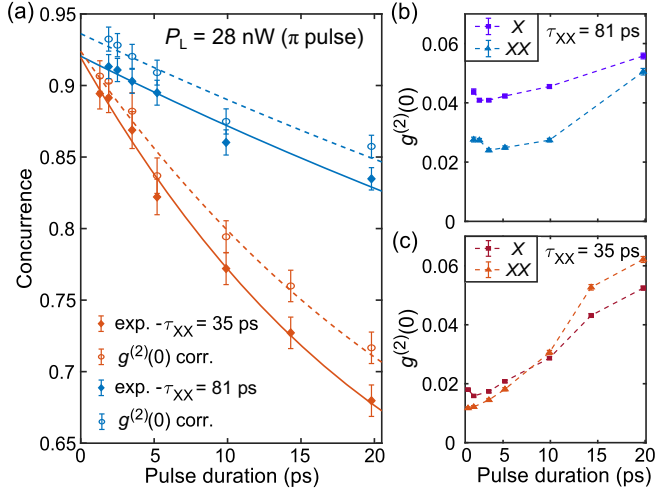 (a)
P_L = 28 nW (π pulse)
0.95
0.9
0.85
0.8
0.75
0.7
0.65
Concurrence
exp. -τ_XX = 35 ps
g^(2)(0) corr.
exp. -τ_XX = 81 ps
g^(2)(0) corr.
0
5
10
15
20
Pulse duration (ps)
(b)
X
XX
τ_XX = 81 ps
0.06
0.04
0.02
0
g^(2)(0)
0
5
10
15
20
(c)
X
XX
τ_XX = 35 ps
0.06
0.04
0.02
0
g^(2)(0)
0
5
10
15
20
Pulse duration (ps)